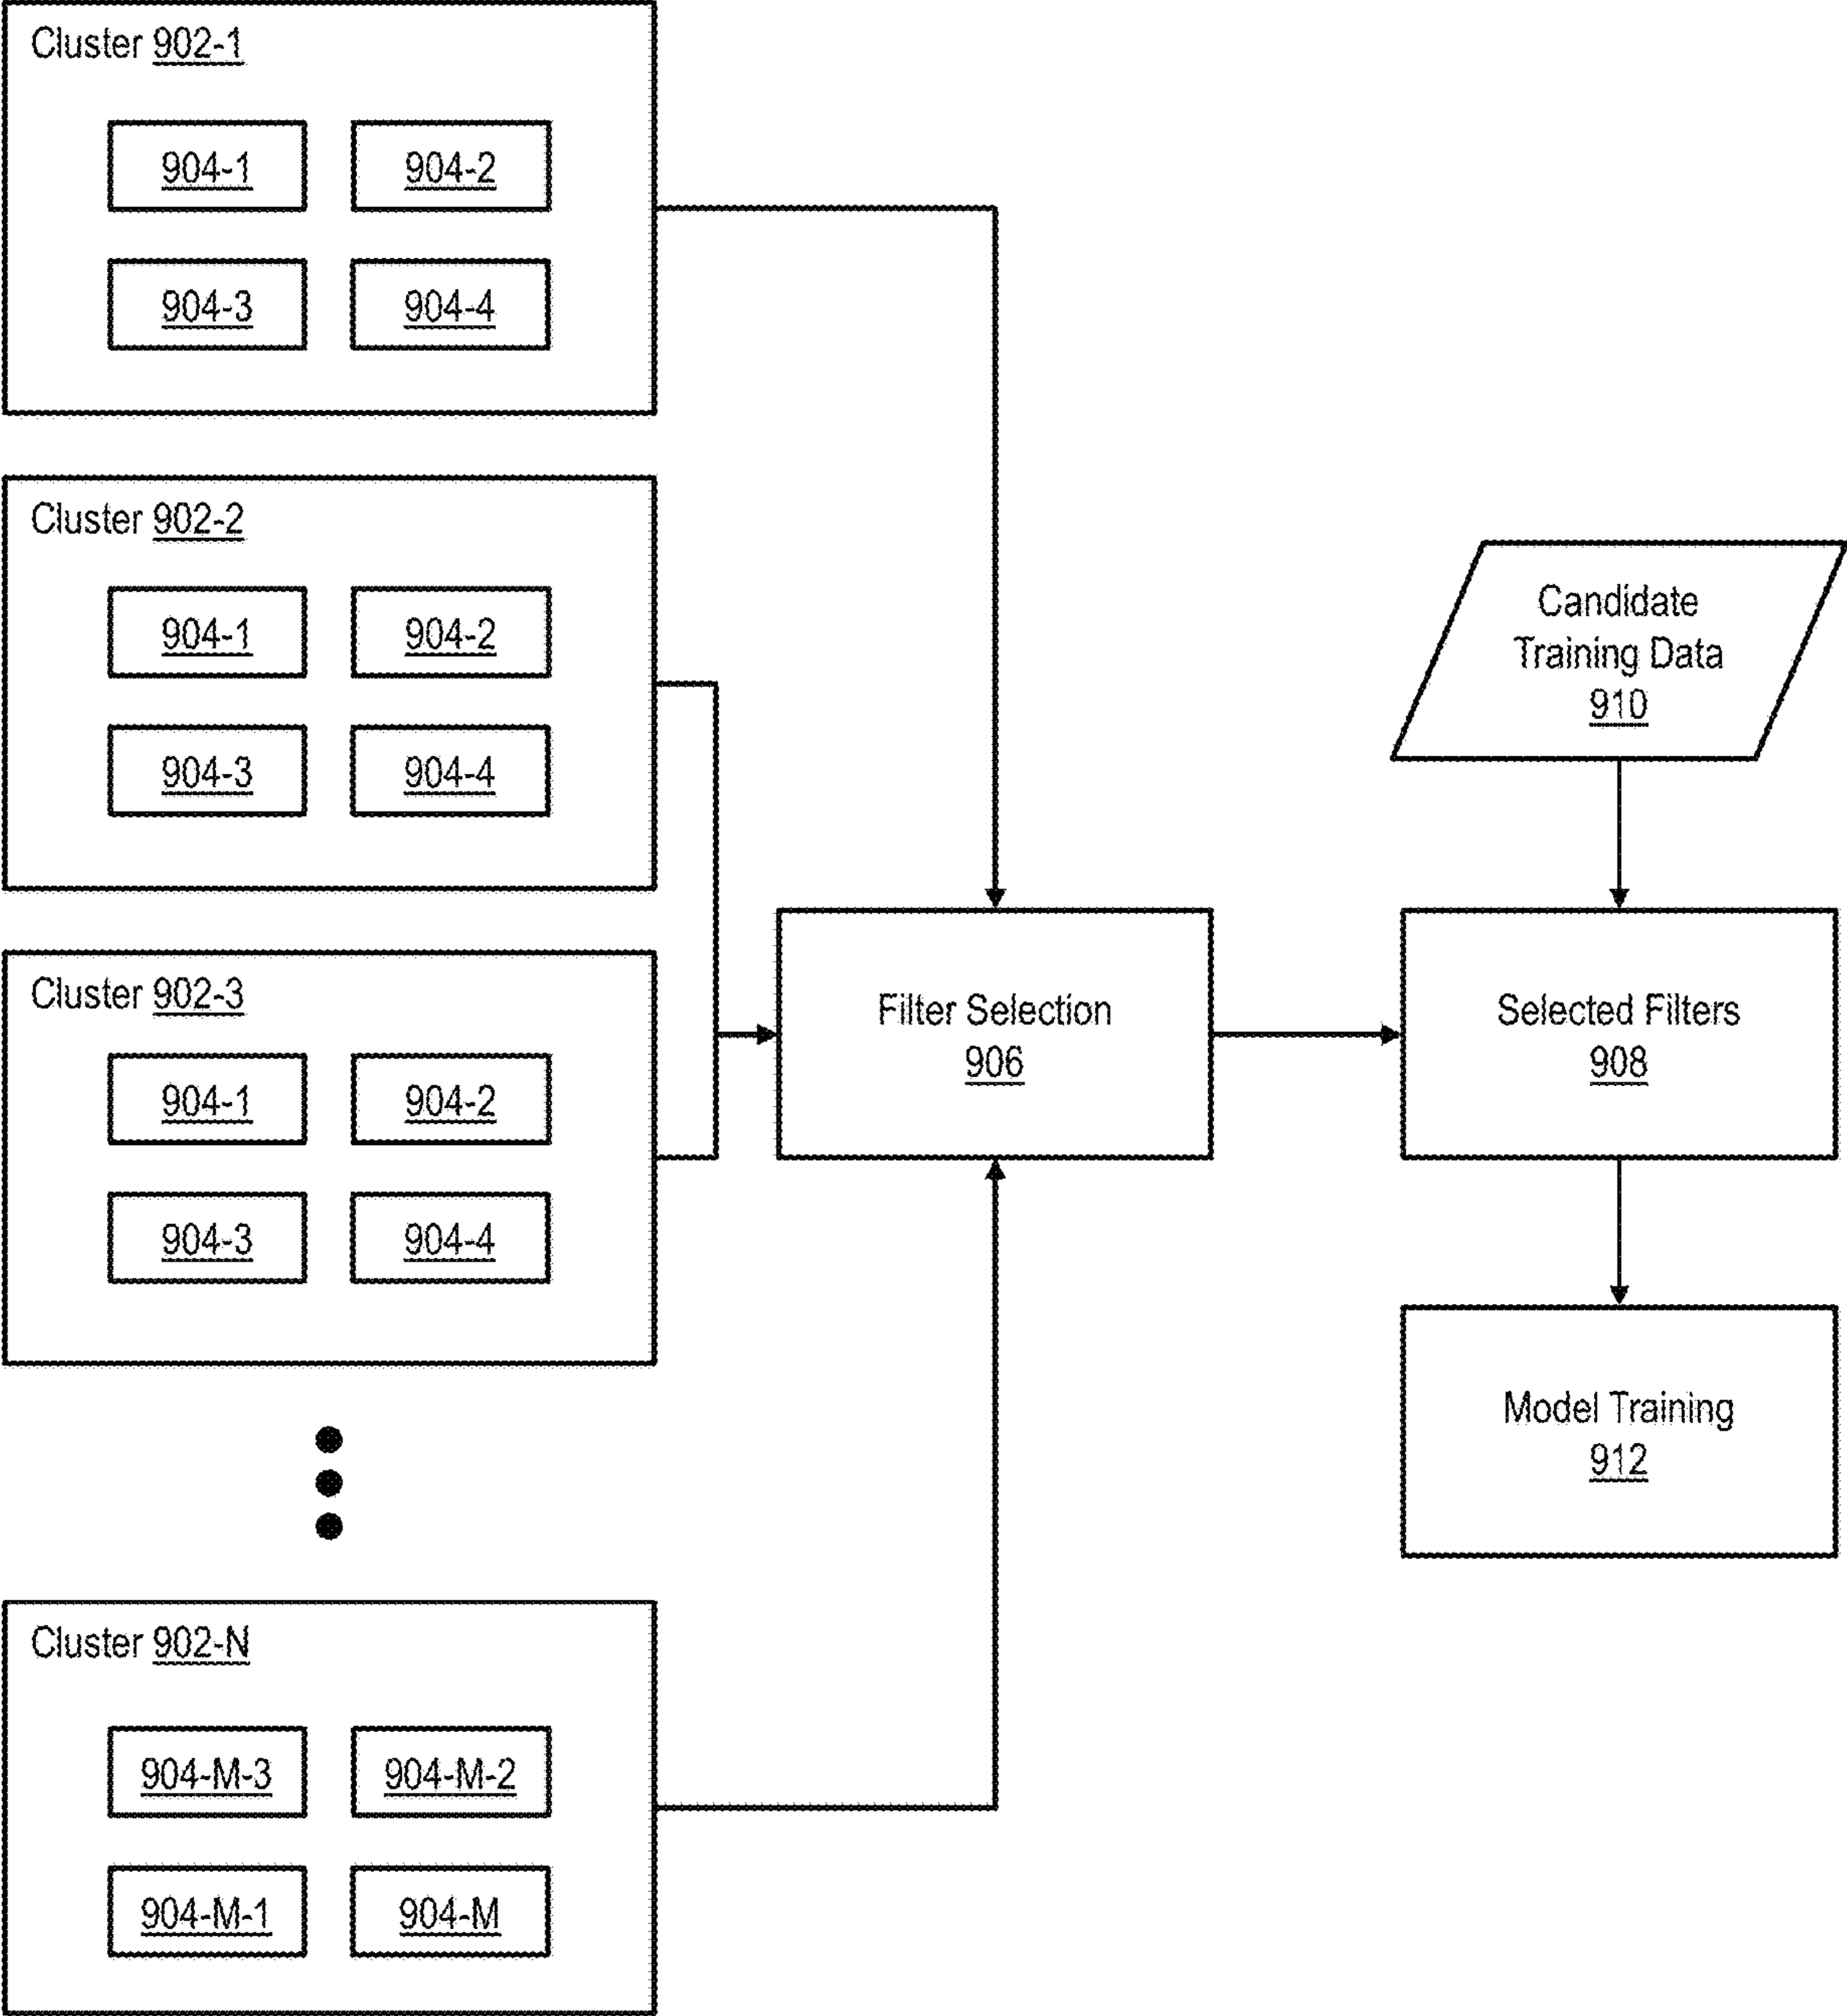 Cluster 902-1
904-1 904-2
904-3 904-4
Cluster 902-2
904-1 904-2
904-3 904-4
Cluster 902-3
904-1 904-2
904-3 904-4
Cluster 902-N
904-M-3 904-M-2
904-M-1 904-M
Filter Selection
906
Candidate
Training Data
910
Selected Filters
908
Model Training
912